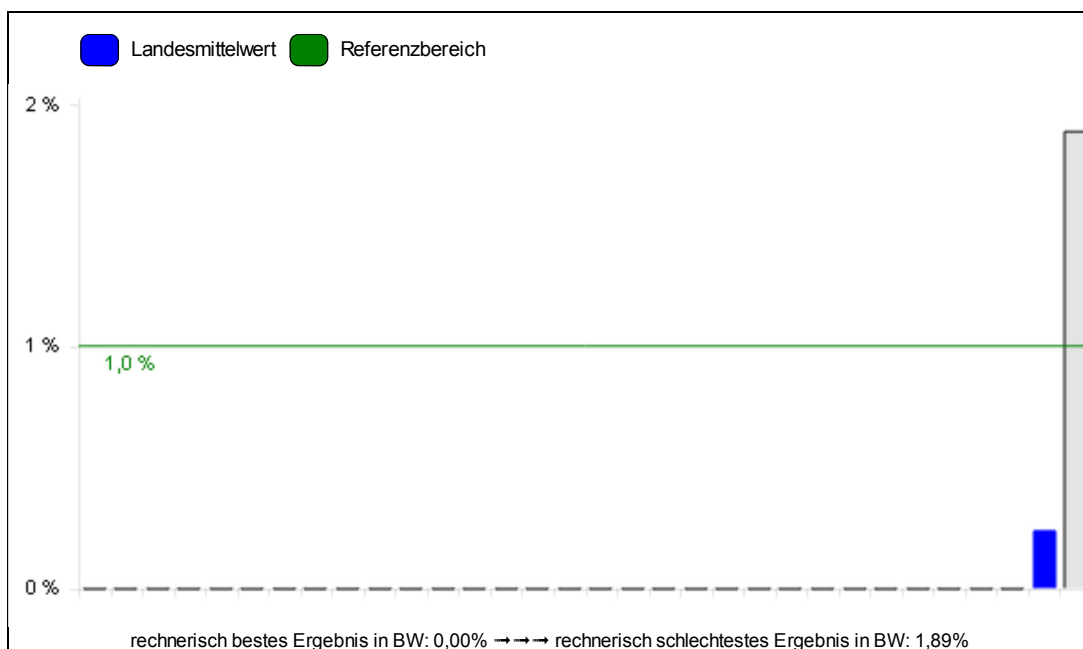 Landesmittelwert Referenzbereich
2 %
1 %
1,0 %
0 %
rechnerisch bestes Ergebnis in BW: 0,00% → → → rechnerisch schlechtestes Ergebnis in BW: 1,89%